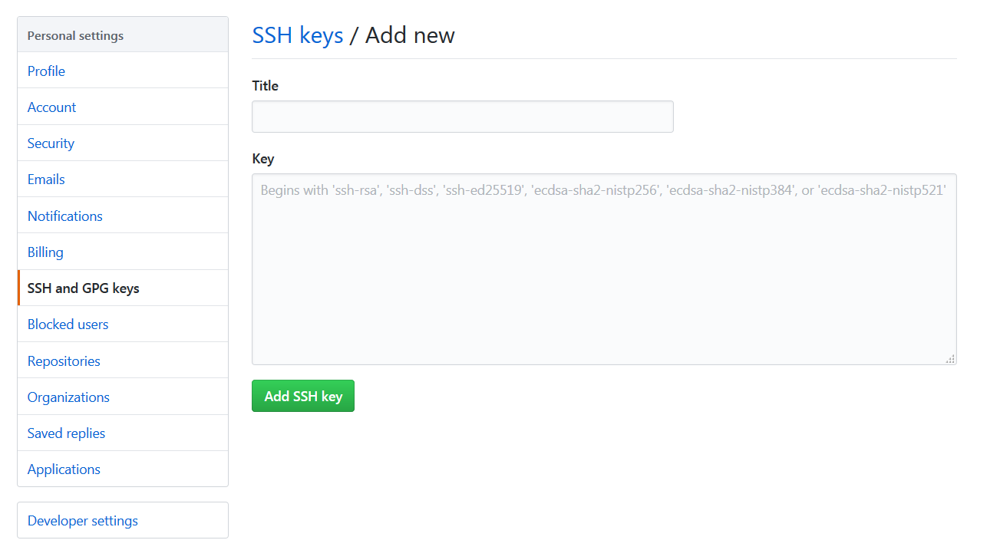 Personal settings
Profile
Account
Security
Emails
Notifications
Billing
SSH and GPG keys
Blocked users
Repositories
Organizations
Saved replies
Applications
Developer settings
SSH keys / Add new
Title
Key
Begins with 'ssh-rsa', 'ssh-dss', 'ssh-ed25519', 'ecdsa-sha2-nistp256', 'ecdsa-sha2-nistp384', or 'ecdsa-sha2-nistp521'
Add SSH key